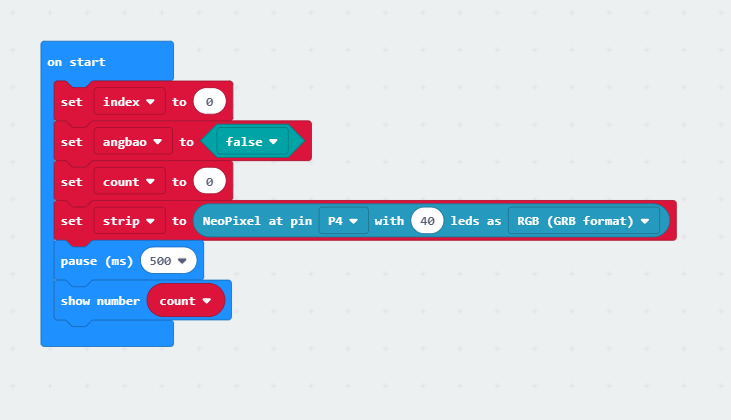 on start
set index to 0
set angbao to false
set count to 0
set strip to NeoPixel at pin P4 with 40 leds as RGB (GRB format)
pause (ms) 500
show number count